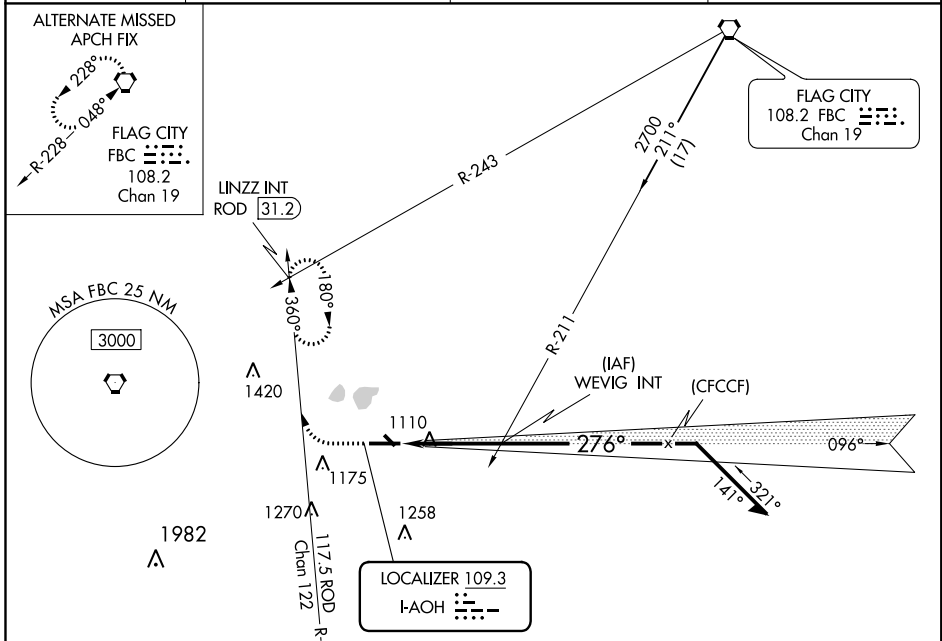 ALTERNATE MISSED
APCH FIX
228°
048°
R-228
FLAG CITY
FBC
108.2
Chan 19
FLAG CITY
108.2 FBC
Chan 19
2700
211°
(17)
R-243
LINZZ INT
ROD 31.2
180°
360°
MSA FBC 25 NM
3000
R-211
(IAF)
WEVIG INT
(CFCCF)
1420
1110
276°
x
096°
1175
141°
321°
1270
1258
1982
117.5 ROD
Chan 122
R-
LOCALIZER 109.3
I-AOH